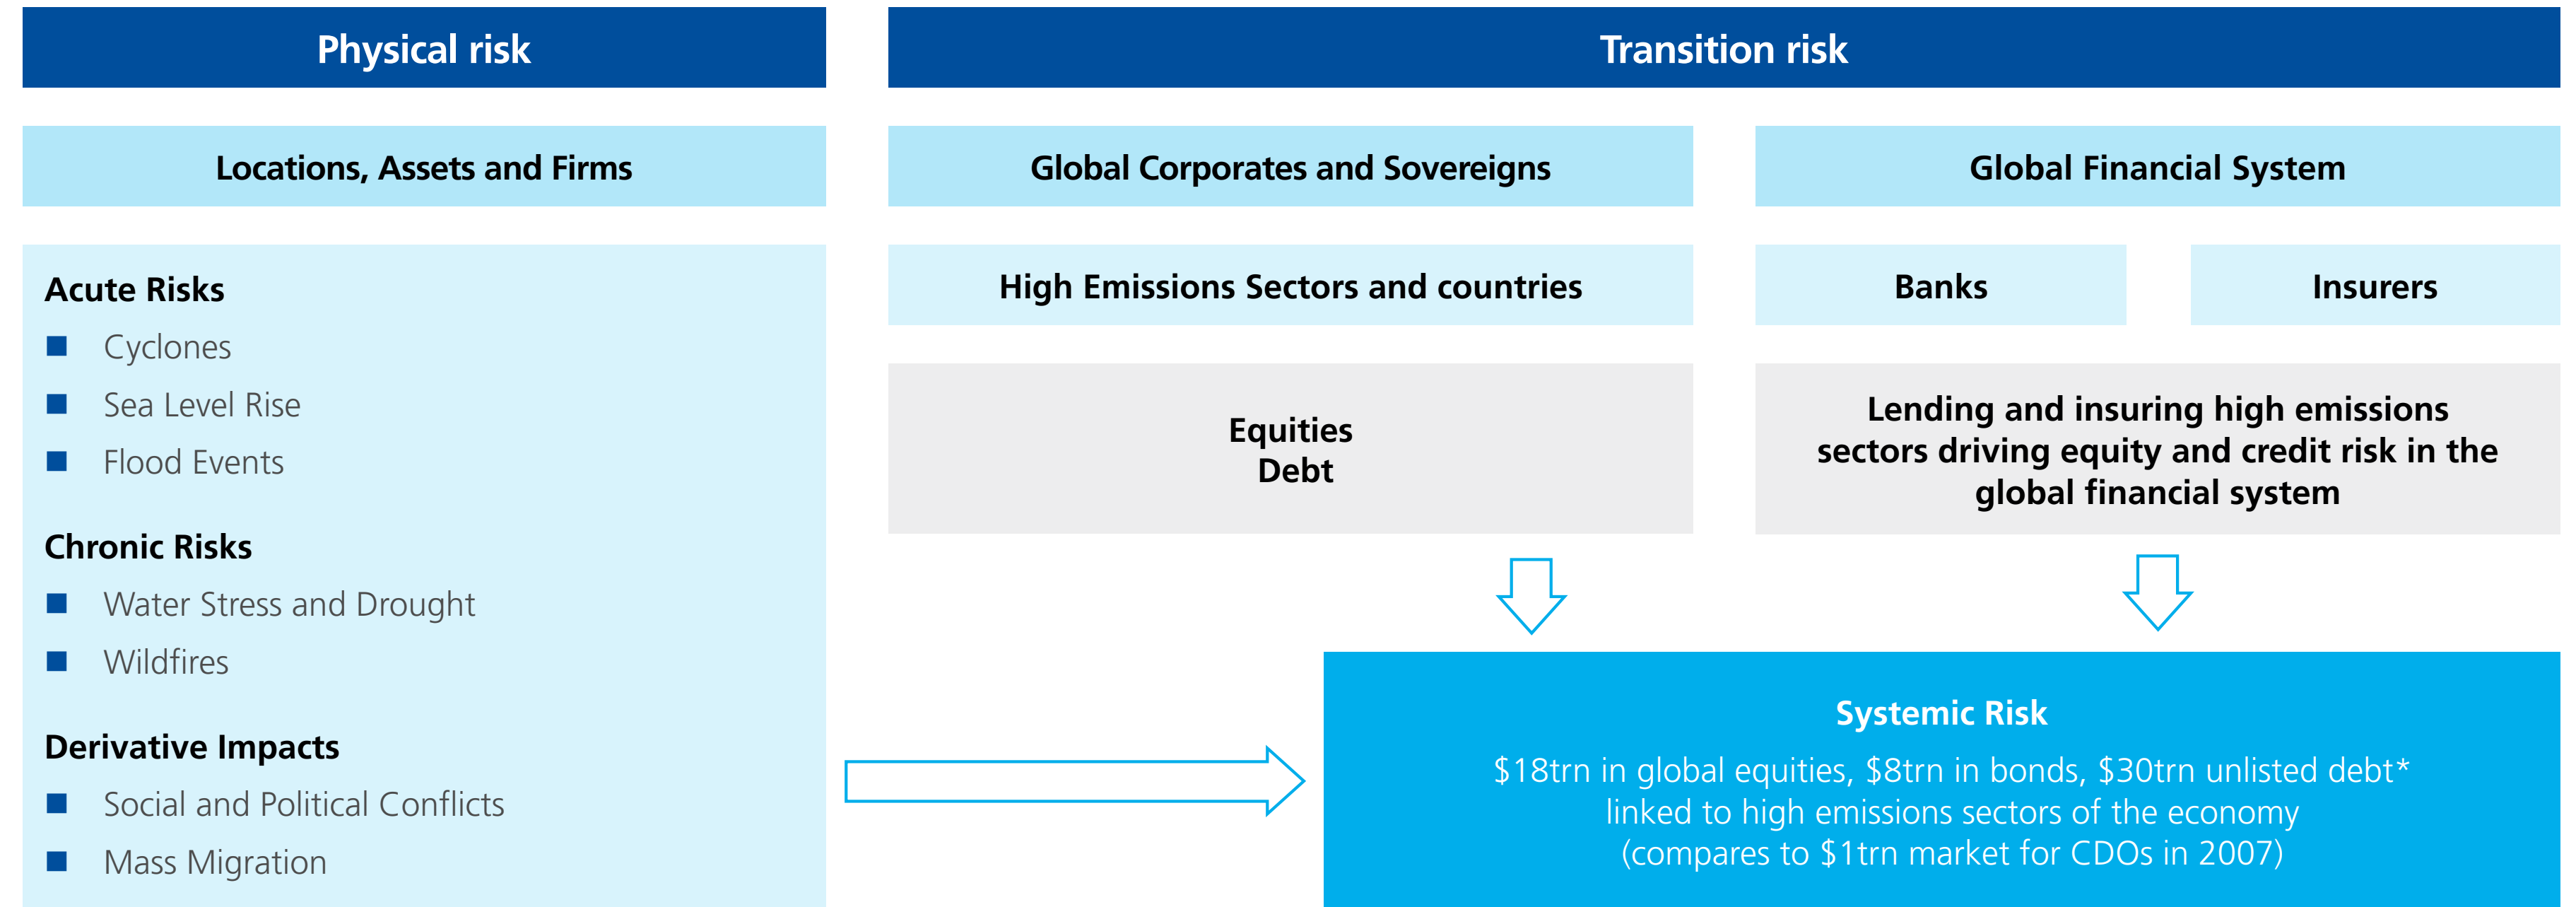 Physical risk
Locations, Assets and Firms
Acute Risks
Cyclones
Sea Level Rise
Flood Events
Chronic Risks
Water Stress and Drought
Wildfires
Derivative Impacts
Social and Political Conflicts
Mass Migration
Transition risk
Global Corporates and Sovereigns
High Emissions Sectors and countries
Equities
Debt
Global Financial System
Banks
Insurers
Lending and insuring high emissions
sectors driving equity and credit risk in the
global financial system
Systemic Risk
$18trn in global equities, $8trn in bonds, $30trn unlisted debt*
linked to high emissions sectors of the economy
(compares to $1trn market for CDOs in 2007)